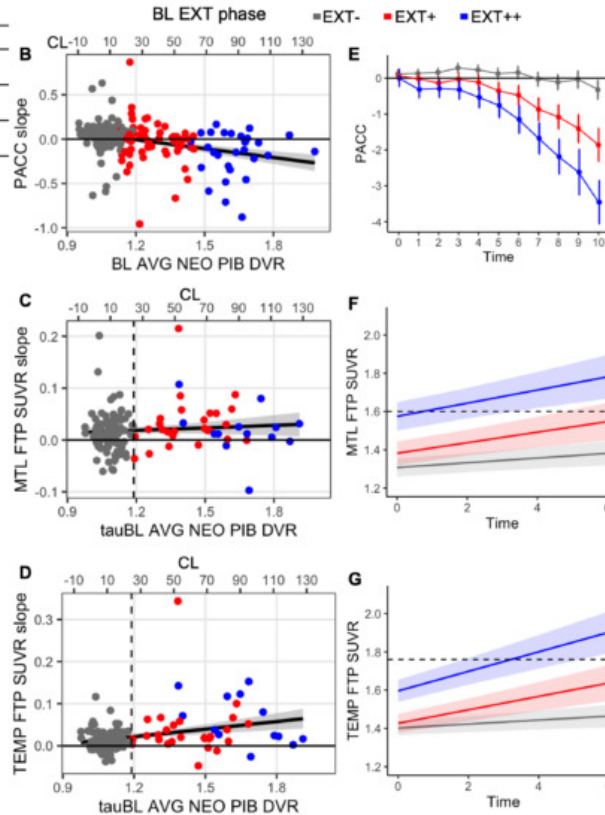 BL EXT phase EXT- EXT+ EXT++
B
CL -10 10 30 50 70 90 110 130
PACC slope
0.5
0.0
-0.5
-1.0
0.9 1.2 1.5 1.8
BL AVG NEO PIB DVR
E
PACC
0
-1
-2
-3
-4
0 1 2 3 4 5 6 7 8 9 10
Time
C
CL
-10 10 30 50 70 90 110 130
MTL FTP SUVR slope
0.2
0.1
0.0
-0.1
0.9 1.2 1.5 1.8
tauBL AVG NEO PIB DVR
F
MTL FTP SUVR
2.0
1.8
1.6
1.4
1.2
0 2 4 6
Time
D
CL
-10 10 30 50 70 90 110 130
TEMP FTP SUVR slope
0.3
0.2
0.1
0.0
0.9 1.2 1.5 1.8
tauBL AVG NEO PIB DVR
G
TEMP FTP SUVR
2.0
1.8
1.6
1.4
1.2
0 2 4
Time